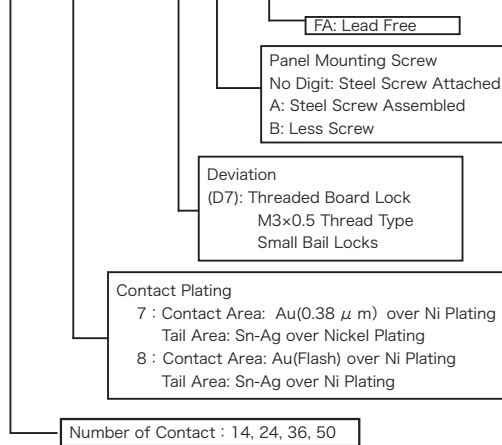 FA: Lead Free
Panel Mounting Screw
No Digit: Steel Screw Attached
A: Steel Screw Assembled
B: Less Screw
Deviation
(D7): Threaded Board Lock
M3×0.5 Thread Type
Small Bail Locks
Contact Plating
7：Contact Area: Au(0.38 μ m) over Ni Plating
Tail Area: Sn-Ag over Nickel Plating
8：Contact Area: Au(Flash) over Ni Plating
Tail Area: Sn-Ag over Ni Plating
Number of Contact：14, 24, 36, 50